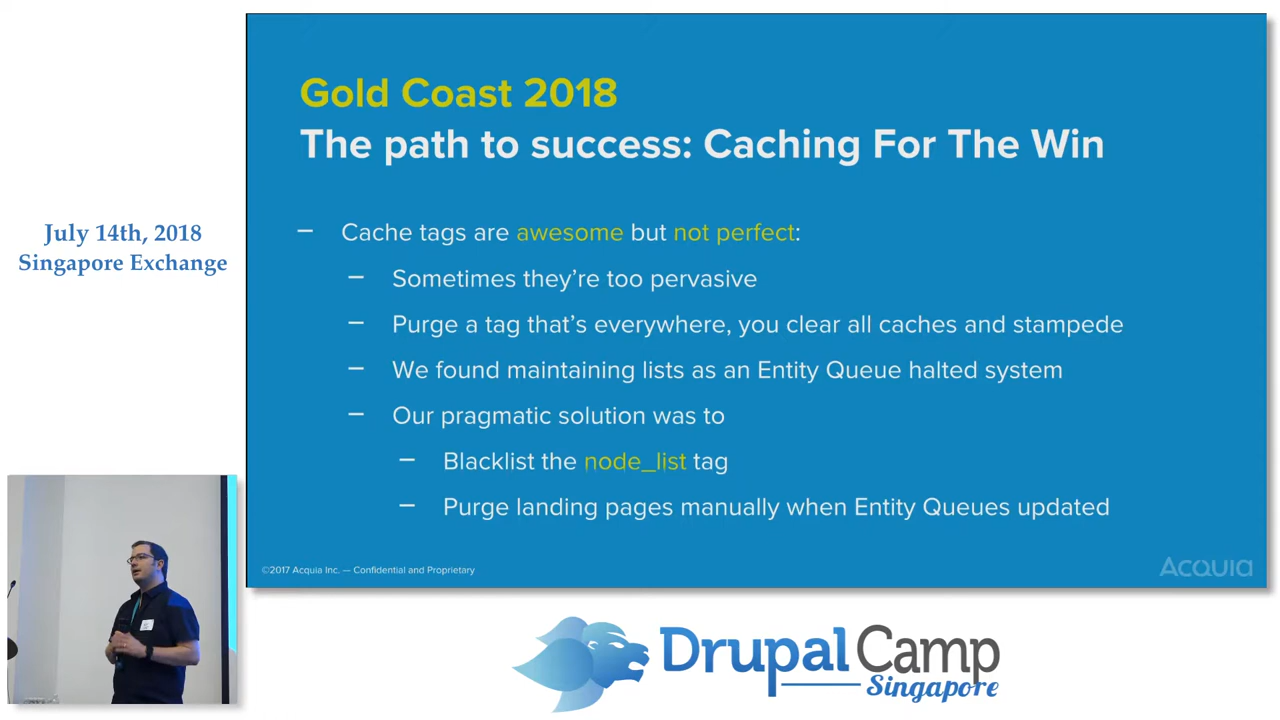 July 14th, 2018
Singapore Exchange
Gold Coast 2018
The path to success: Caching For The Win
– Cache tags are awesome but not perfect:
– Sometimes they’re too pervasive
– Purge a tag that’s everywhere, you clear all caches and stampede
– We found maintaining lists as an Entity Queue halted system
– Our pragmatic solution was to
– Blacklist the node_list tag
– Purge landing pages manually when Entity Queues updated
©2017 Acquia Inc. — Confidential and Proprietary
Acquia
DrupalCamp
Singapore